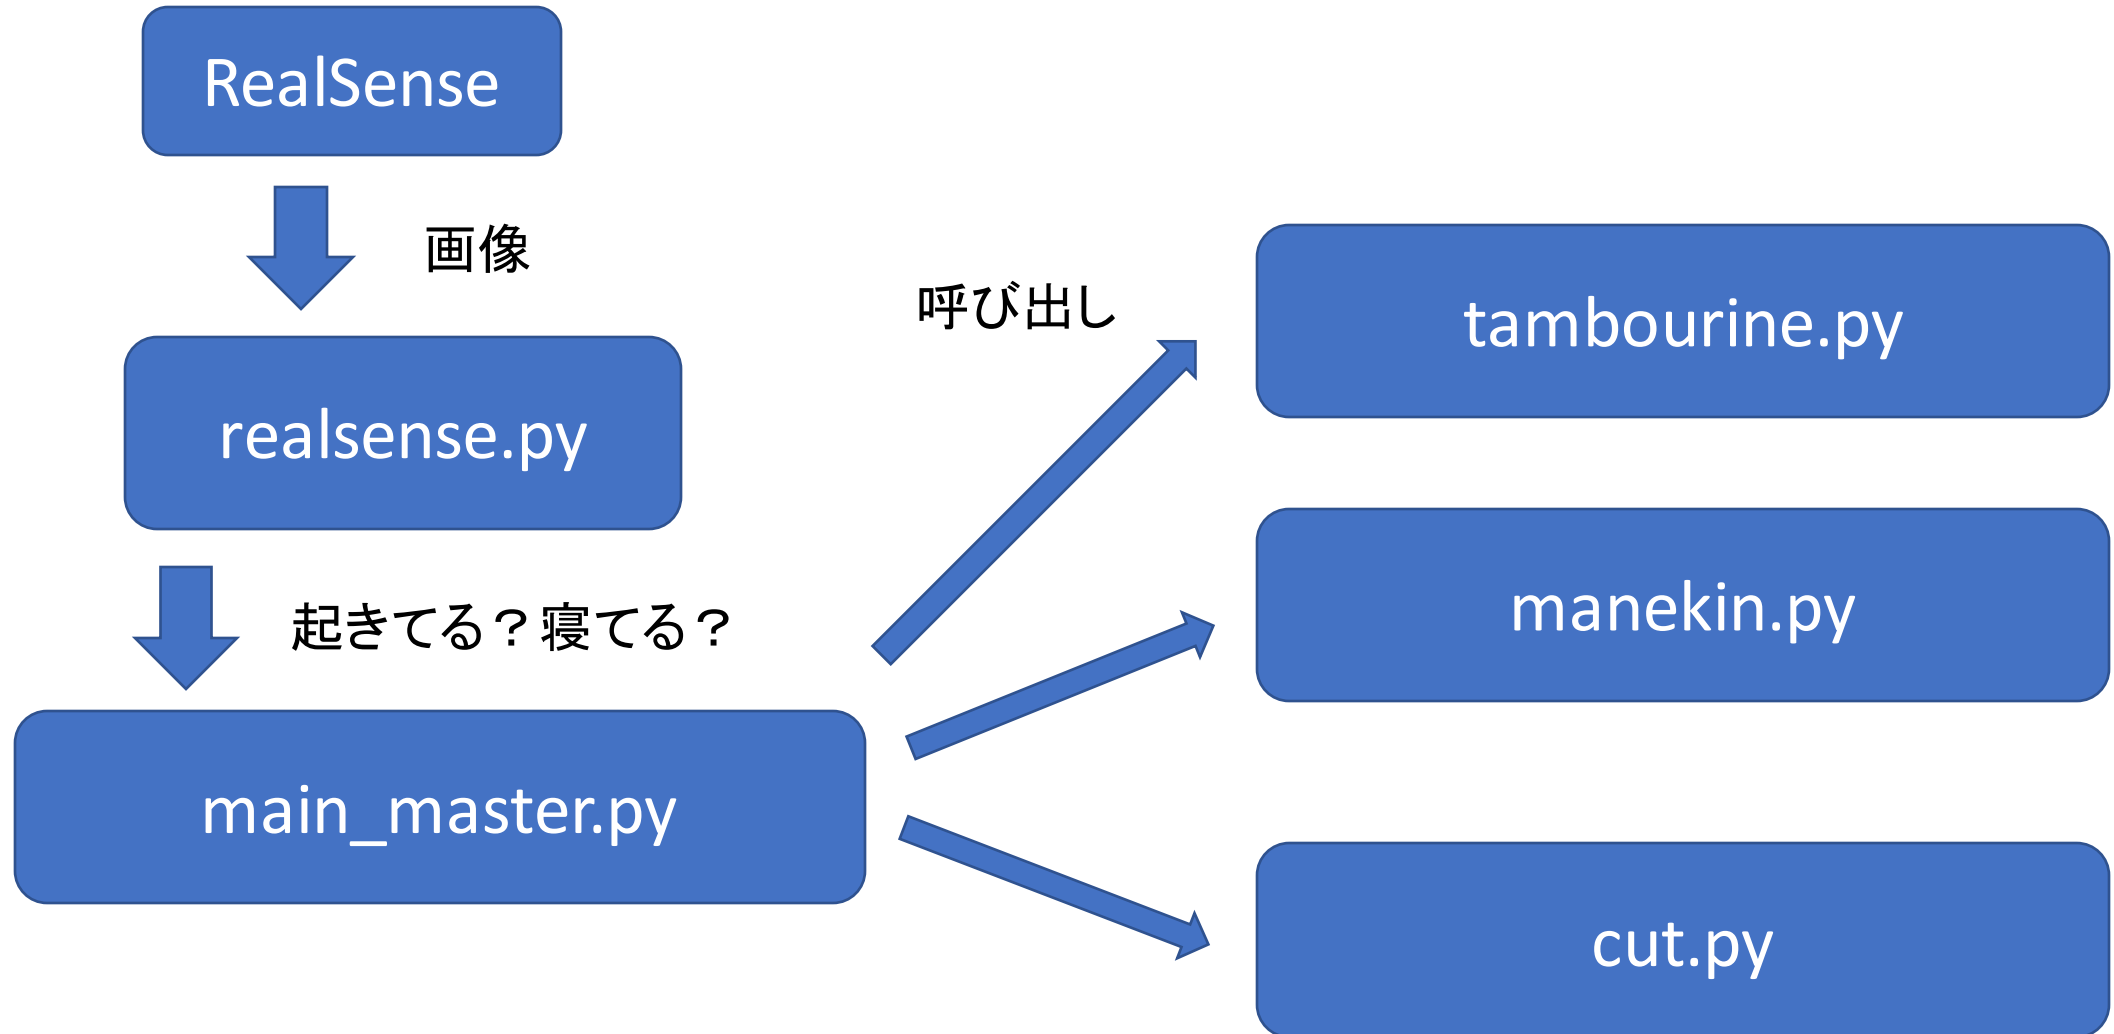 RealSense
画像
realsense.py
起きてる？寝てる？
main_master.py
呼び出し
tambourine.py
manekin.py
cut.py